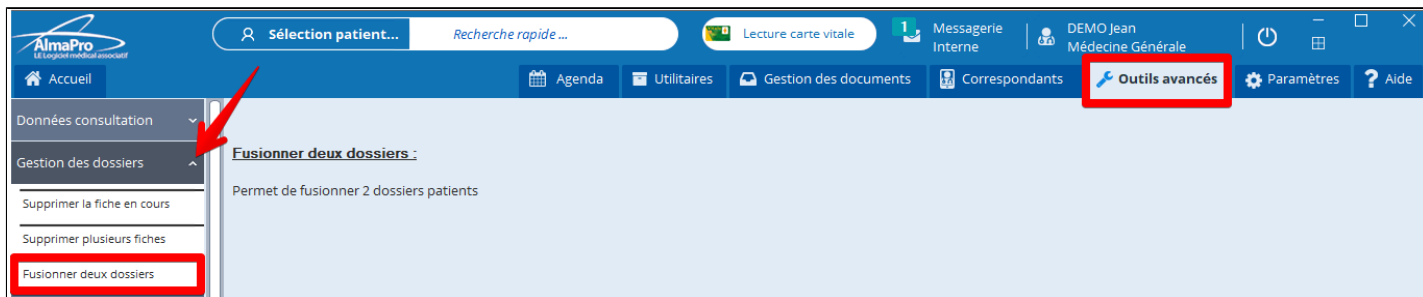 AlmaPro
LE Logiciel médical associatif
Sélection patient...
Recherche rapide ...
Lecture carte vitale
1
Messagerie
Interne
DEMO Jean
Médecine Générale
Accueil
Agenda
Utilitaires
Gestion des documents
Correspondants
Outils avancés
Paramètres
? Aide
Données consultation
Gestion des dossiers
Fusionner deux dossiers :
Permet de fusionner 2 dossiers patients
Supprimer la fiche en cours
Supprimer plusieurs fiches
Fusionner deux dossiers